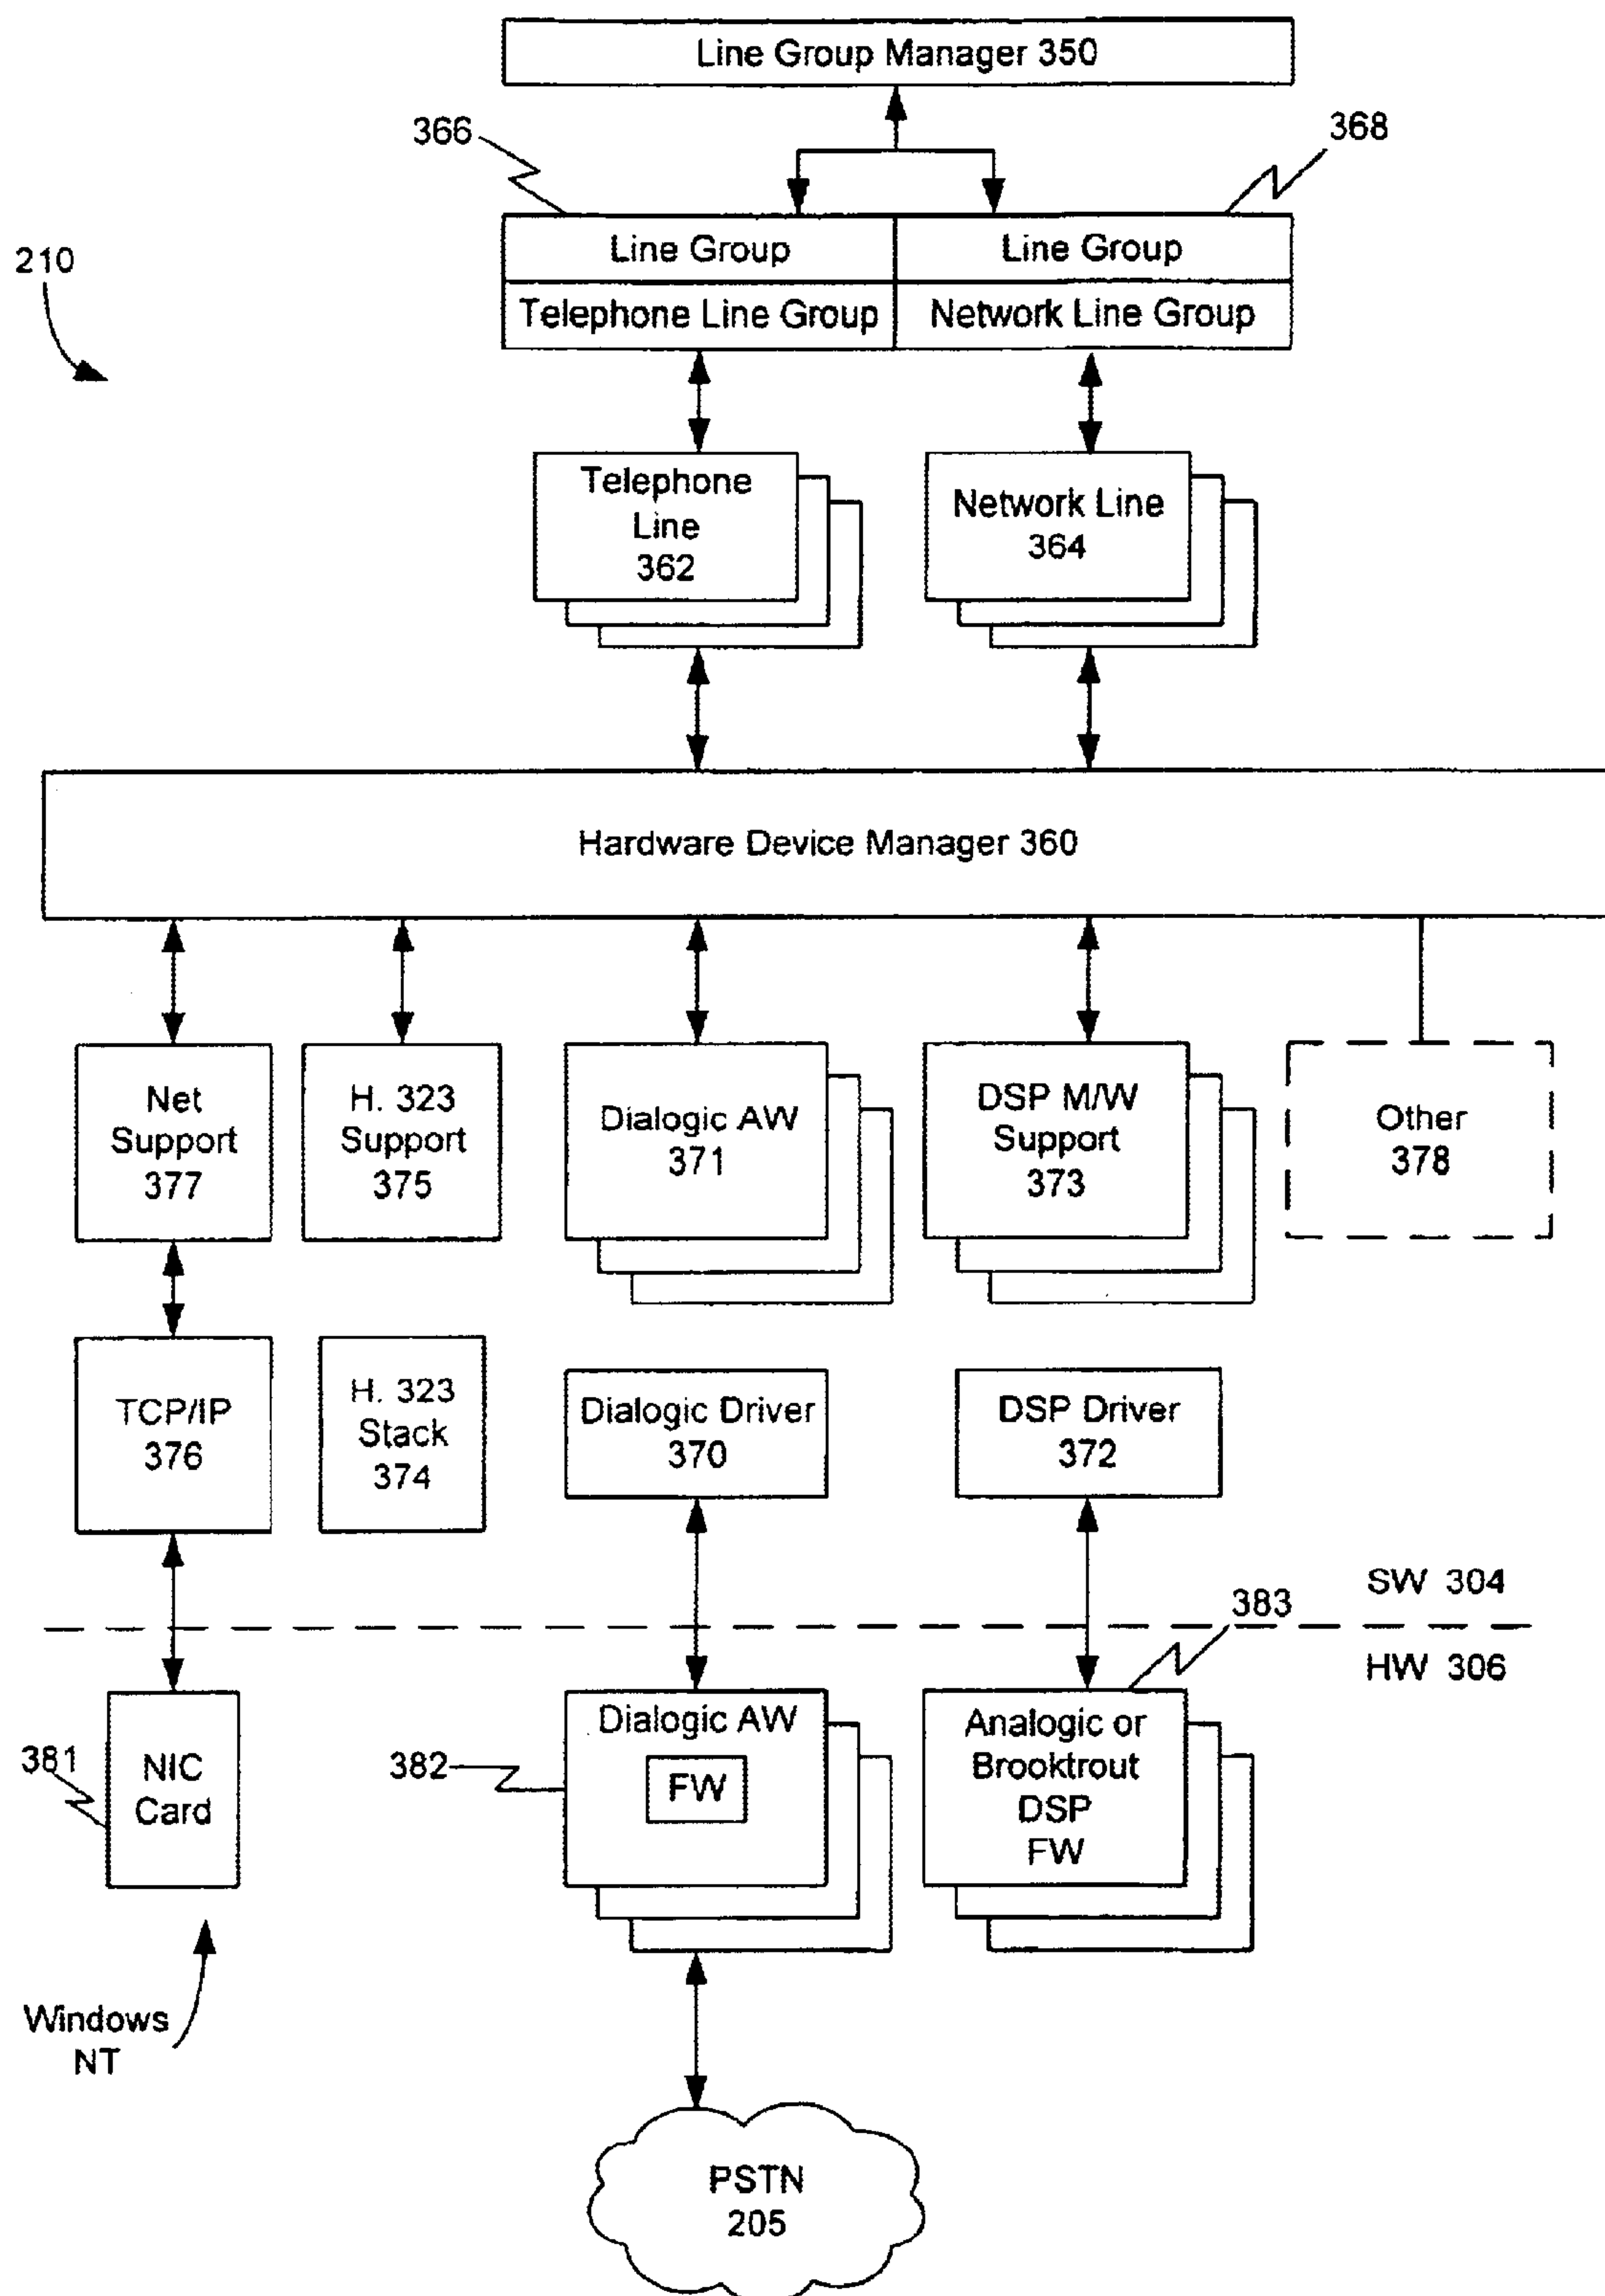 Line Group Manager 350
366
368
210
Line Group
Line Group
Telephone Line Group
Network Line Group
Telephone
Line
362
Network Line
364
Hardware Device Manager 360
Net
Support
377
H. 323
Support
375
Dialogic AW
371
DSP M/W
Support
373
Other
378
TCP/IP
376
H. 323
Stack
374
Dialogic Driver
370
DSP Driver
372
SW 304
383
HW 306
381
NIC
Card
382
Dialogic AW
FW
Analogic or
Brooktrout
DSP
FW
Windows
NT
PSTN
205